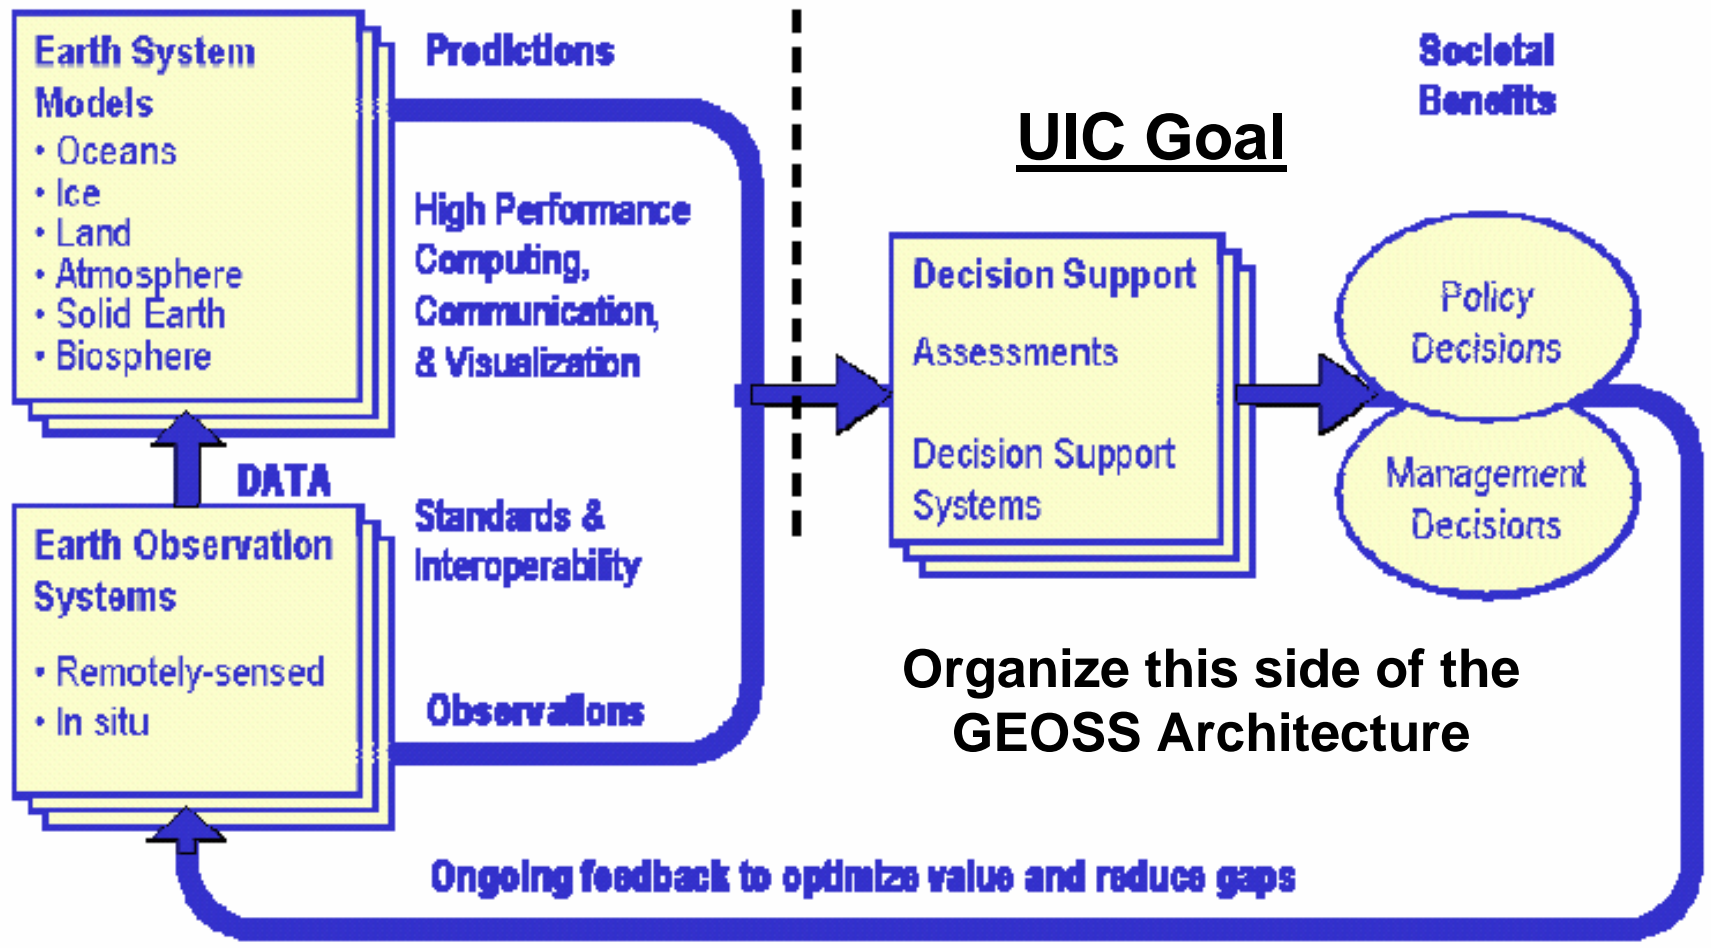 Earth System
Models
• Oceans
• Ice
• Land
• Atmosphere
• Solid Earth
• Biosphere
DATA
Earth Observation
Systems
• Remotely-sensed
• In situ
Predictions
High Performance
Computing,
Communication,
& Visualization
Standards &
Interoperability
Observations
UIC Goal
Societal
Benefits
Decision Support
Assessments
Decision Support
Systems
Policy
Decisions
Management
Decisions
Organize this side of the
GEOSS Architecture
Ongoing feedback to optimize value and reduce gaps